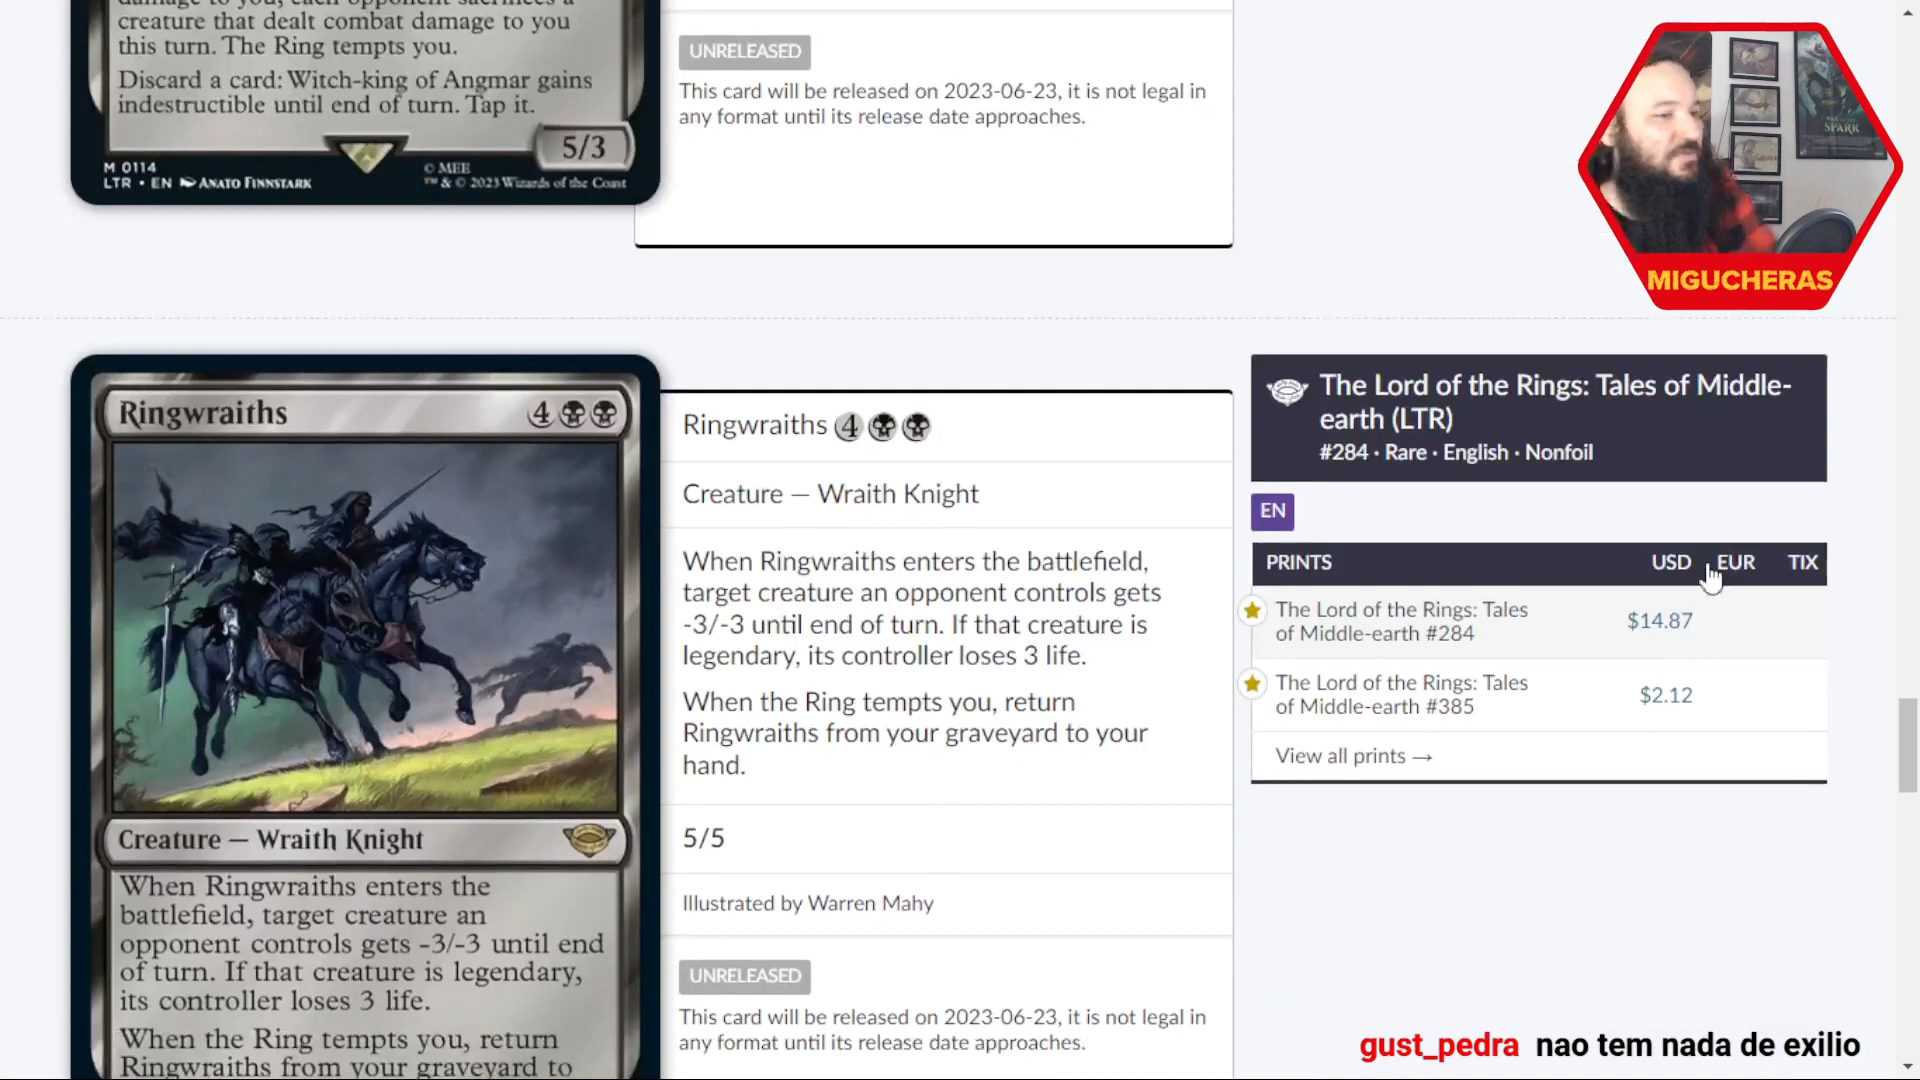 creature that dealt combat damage to you
this turn. The Ring tempts you.
Discard a card: Witch-king of Angmar gains
indestructible until end of turn. Tap it.
5/3
M 0114
LTR • EN ANATO FINNSTARK
© MEE
™ & © 2023 Wizards of the Coast
UNRELEASED
This card will be released on 2023-06-23, it is not legal in
any format until its release date approaches.
SPARK
MIGUCHERAS
Ringwraiths 4
Creature — Wraith Knight
When Ringwraiths enters the
battlefield, target creature an
opponent controls gets -3/-3 until end
of turn. If that creature is legendary,
its controller loses 3 life.
When the Ring tempts you, return
Ringwraiths from your graveyard to
Ringwraiths 4
Creature — Wraith Knight
When Ringwraiths enters the battlefield,
target creature an opponent controls gets
-3/-3 until end of turn. If that creature is
legendary, its controller loses 3 life.
When the Ring tempts you, return
Ringwraiths from your graveyard to your
hand.
5/5
Illustrated by Warren Mahy
UNRELEASED
This card will be released on 2023-06-23, it is not legal in
any format until its release date approaches.
The Lord of the Rings: Tales of Middle-
earth (LTR)
#284 · Rare · English · Nonfoil
EN
PRINTS USD EUR TIX
The Lord of the Rings: Tales
of Middle-earth #284
$14.87
The Lord of the Rings: Tales
of Middle-earth #385
$2.12
View all prints →
gust_pedra nao tem nada de exilio